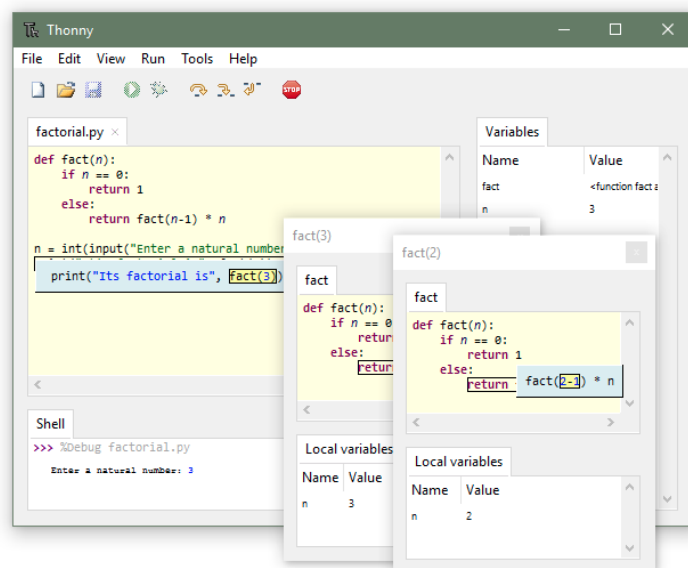 Thonny
File Edit View Run Tools Help
STOP
factorial.py ×
def fact(n):
if n == 0:
return 1
else:
return fact(n-1) * n
n = int(input("Enter a natural number
print("Its factorial is", fact(3))
Variables
Name Value
fact <function fact a
n 3
Shell
>>> %Debug factorial.py
Enter a natural number: 3
fact(3)
fact
def fact(n):
if n == 0
retur
else:
retur
Local variables
Name Value
n 3
fact(2)
fact
def fact(n):
if n == 0:
return 1
else:
return
fact(2-1) * n
Local variables
Name Value
n 2